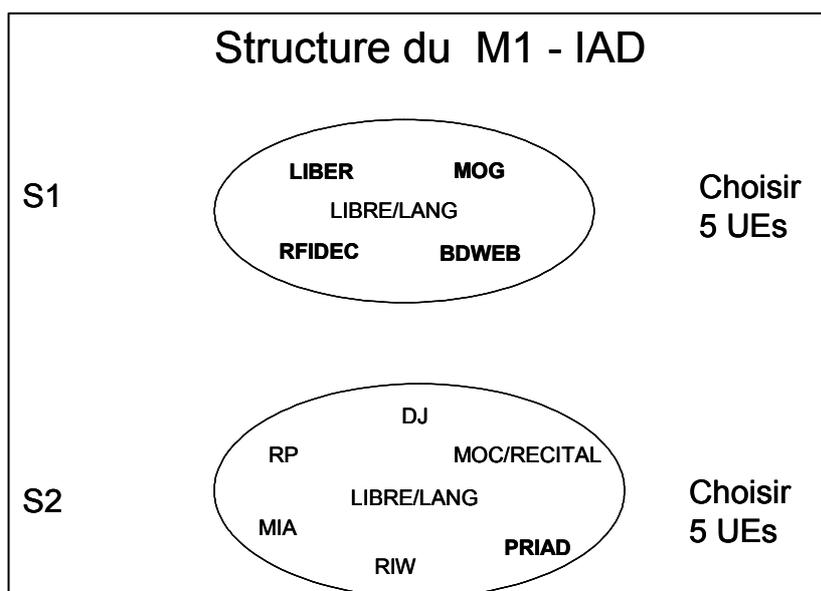 Structure du M1 - IAD
S1
LIBER MOG
LIBRE/LANG
RFIDEC BDWEB
Choisir
5 UEs
S2
DJ
RP MOC/RECITAL
LIBRE/LANG
MIA
PRIAD
RIW
Choisir
5 UEs